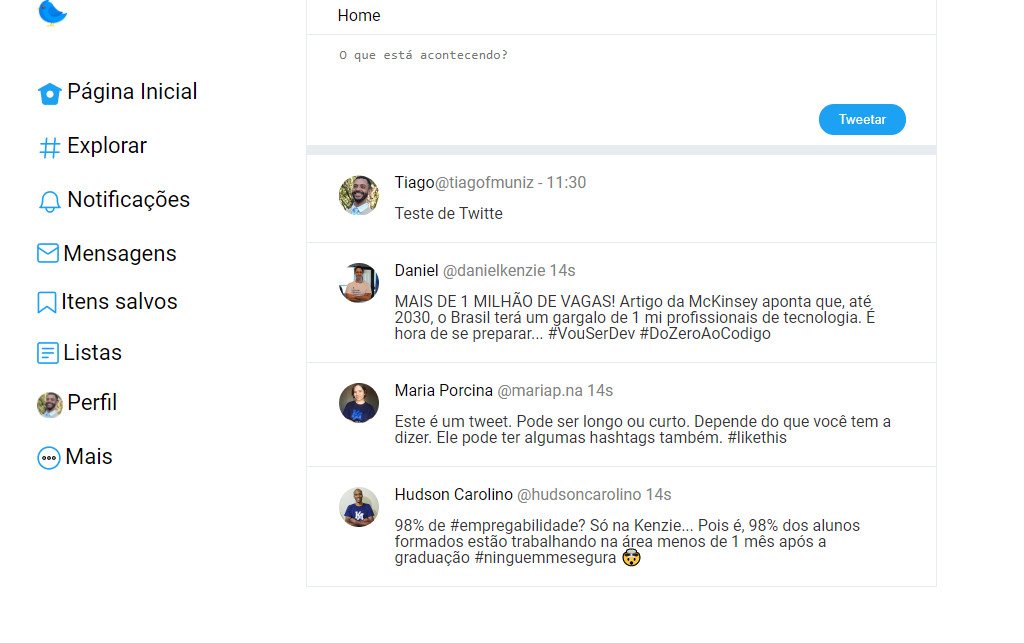 Home
O que está acontecendo?
Tweetar
Página Inicial
Explorar
Notificações
Mensagens
Itens salvos
Listas
Perfil
Mais
Tiago@tiagofmuniz - 11:30
Teste de Twitte
Daniel @danielkenzie 14s
MAIS DE 1 MILHÃO DE VAGAS! Artigo da McKinsey aponta que, até
2030, o Brasil terá um gargalo de 1 mi profissionais de tecnologia. É
hora de se preparar... #VouSerDev #DoZeroAoCodigo
Maria Porcina @mariap.na 14s
Este é um tweet. Pode ser longo ou curto. Depende do que você tem a
dizer. Ele pode ter algumas hashtags também. #likethis
Hudson Carolino @hudsoncarolino 14s
98% de #empregabilidade? Só na Kenzie... Pois é, 98% dos alunos
formados estão trabalhando na área menos de 1 mês após a
graduação #ninguemmesegura 🤯